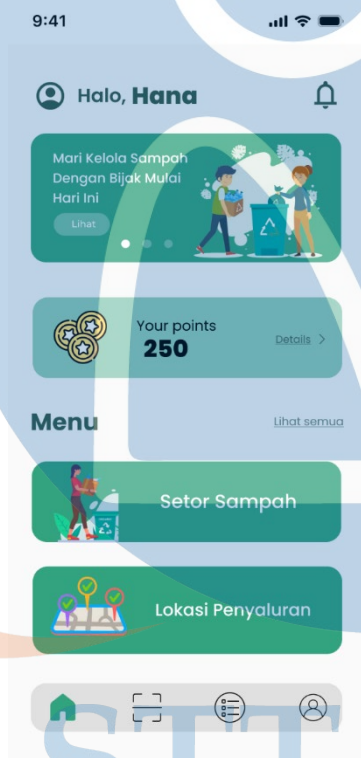 9:41
Halo, Hana
Mari Kelola Sampah
Dengan Bijak Mulai
Hari Ini
Lihat
Your points
250
Details >
Menu
Lihat semua
Setor Sampah
Lokasi Penyaluran
STT